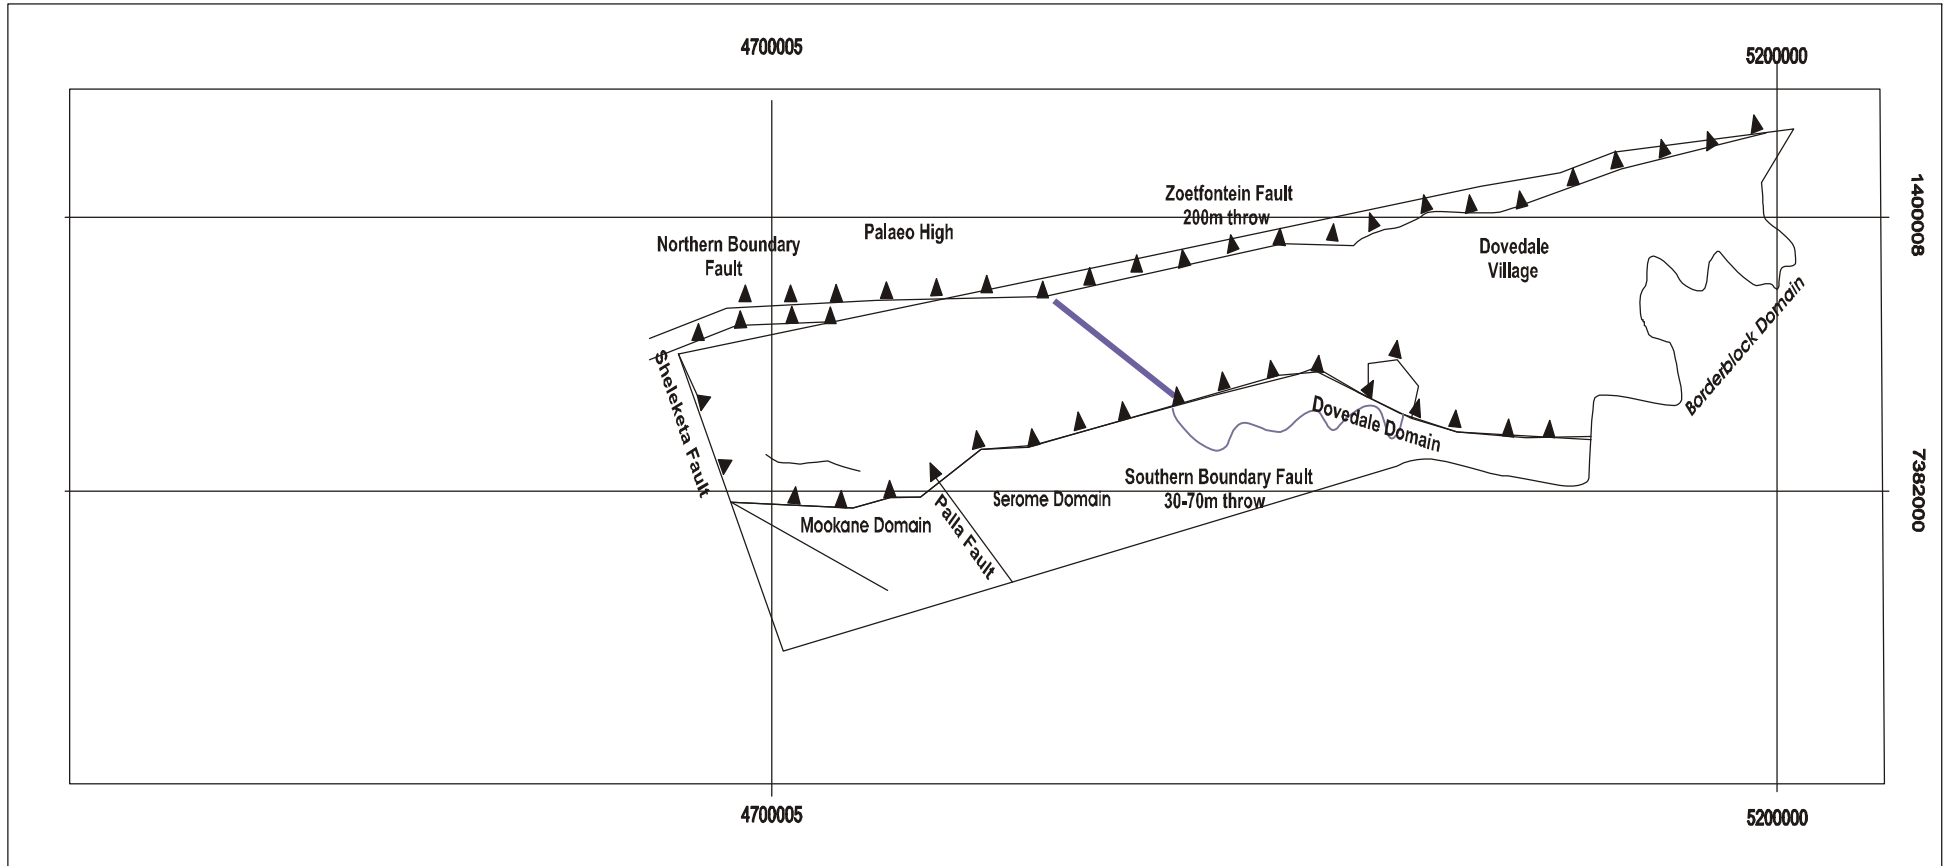 4700005
5200000
Zoetfontein Fault
200m throw
1400008
Palaeo High
Northern Boundary
Fault
Dovedale
Village
Borderblock Domain
Sheleketa Fault
Dovedale Domain
Southern Boundary Fault
30-70m throw
7382000
Serome Domain
Mookane Domain
Palla Fault
4700005
5200000